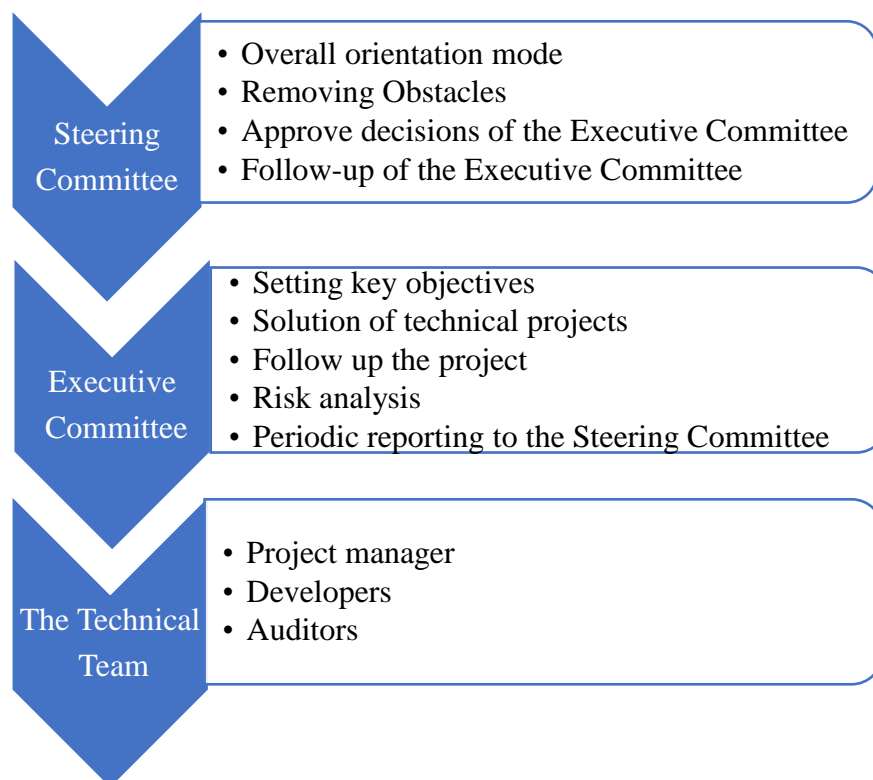 Steering
Committee
• Overall orientation mode
• Removing Obstacles
• Approve decisions of the Executive Committee
• Follow-up of the Executive Committee
Executive
Committee
• Setting key objectives
• Solution of technical projects
• Follow up the project
• Risk analysis
• Periodic reporting to the Steering Committee
The Technical
Team
• Project manager
• Developers
• Auditors